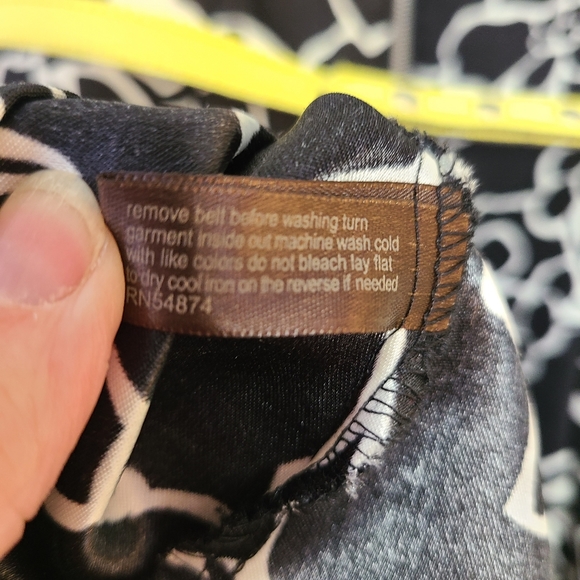 remove belt before washing turn
garment inside out machine wash cold
with like colors do not bleach lay flat
to dry cool iron on the reverse if needed
RN54874